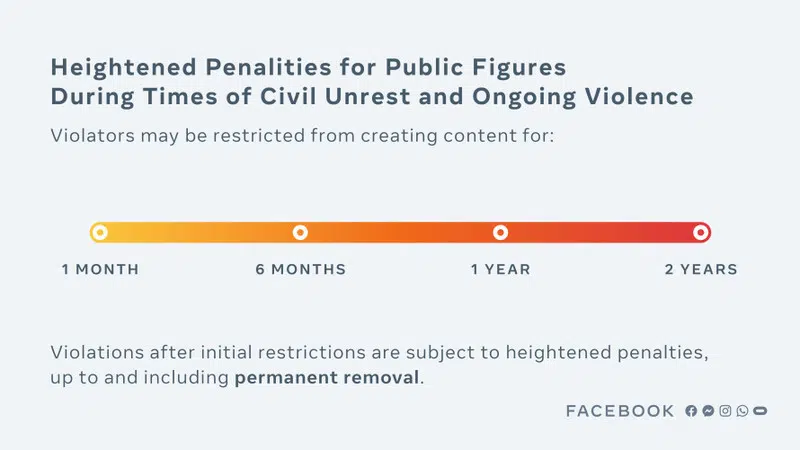 Heightened Penalities for Public Figures
During Times of Civil Unrest and Ongoing Violence
Violators may be restricted from creating content for:
1 MONTH
6 MONTHS
1 YEAR
2 YEARS
Violations after initial restrictions are subject to heightened penalties,
up to and including permanent removal.
FACEBOOK